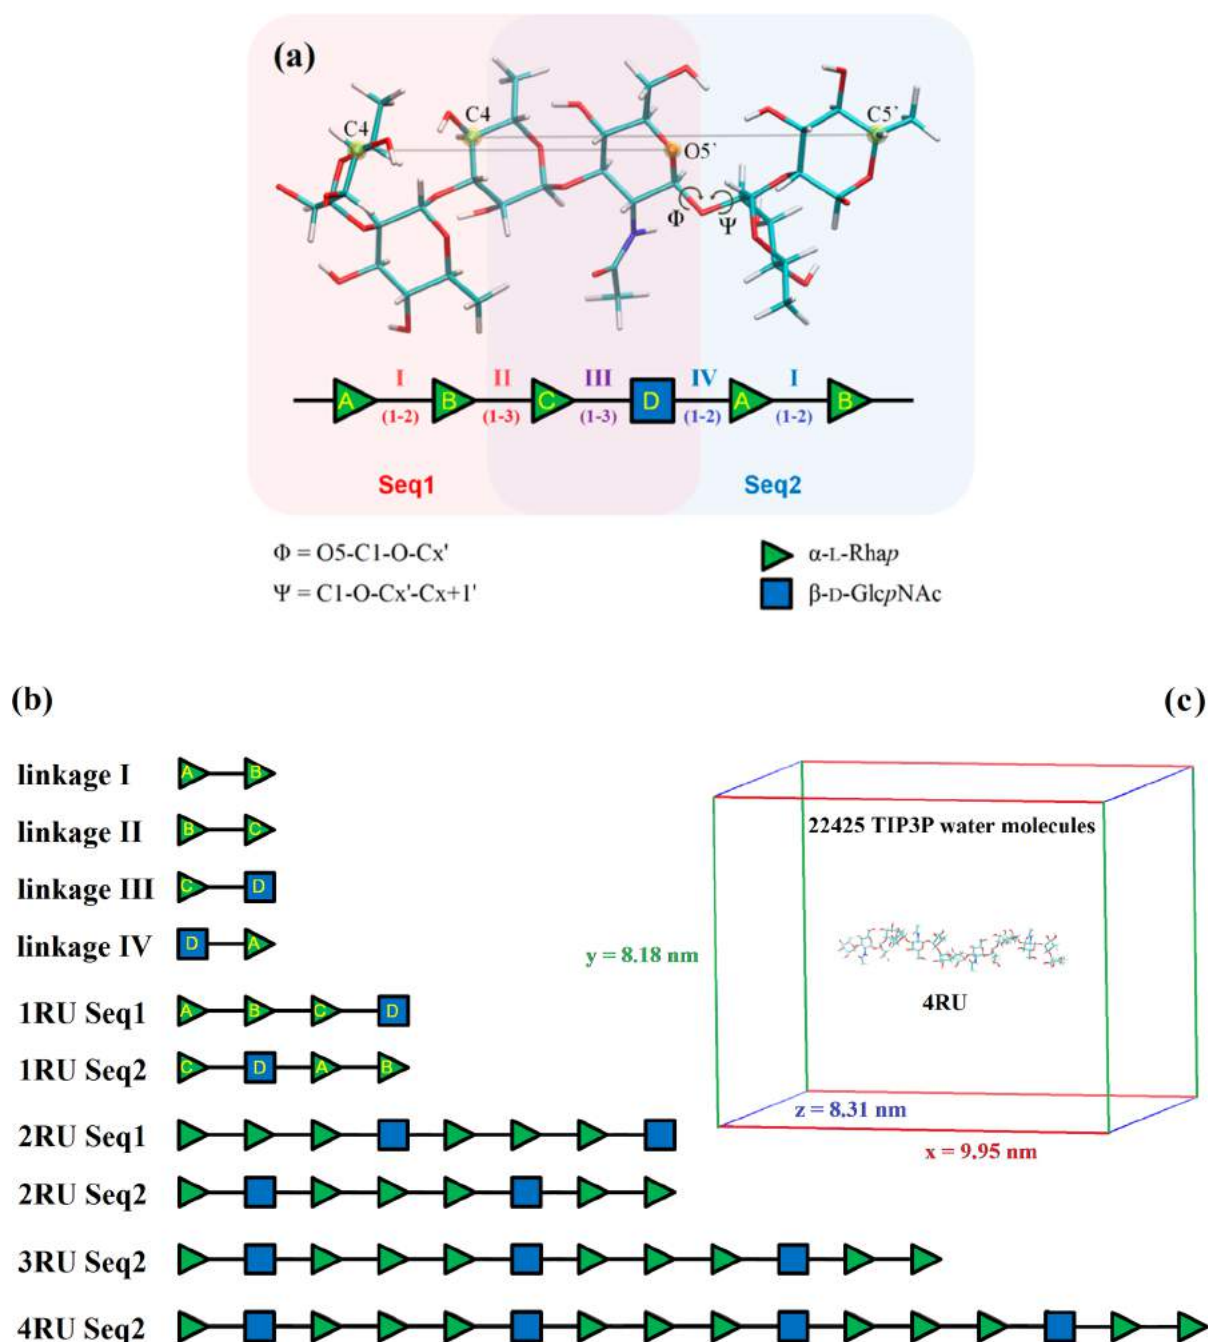 (a)
C4
C4
C5`
O5`
Φ
Ψ
I II III IV I
A B C D A B
(1-2) (1-3) (1-3) (1-2) (1-2)
Seq1 Seq2
Φ = O5-C1-O-Cx'
α-L-Rhap
Ψ = C1-O-Cx'-Cx+1'
β-D-GlcpNAc
(b)
(c)
linkage I A B
linkage II B C
linkage III C D
linkage IV D A
1RU Seq1 A B C D
1RU Seq2 C D A B
2RU Seq1
2RU Seq2
3RU Seq2
4RU Seq2
22425 TIP3P water molecules
y = 8.18 nm
4RU
z = 8.31 nm
x = 9.95 nm